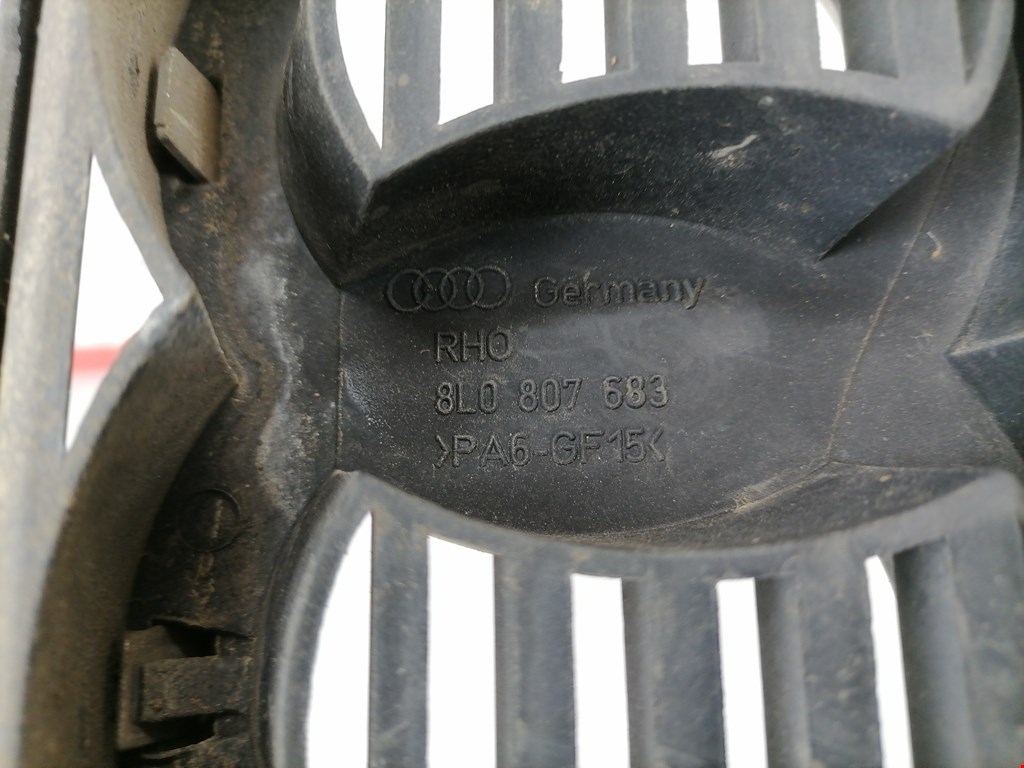 Germany
RHO
8L0 807 683
>PA6-GF15<